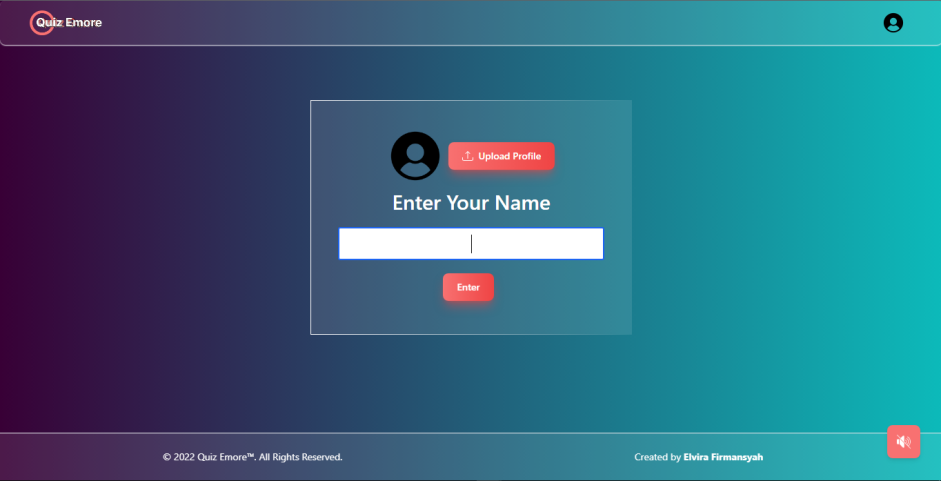 Quiz Emore
Upload Profile
Enter Your Name
Enter
© 2022 Quiz Emore™. All Rights Reserved.
Created by Elvira Firmansyah